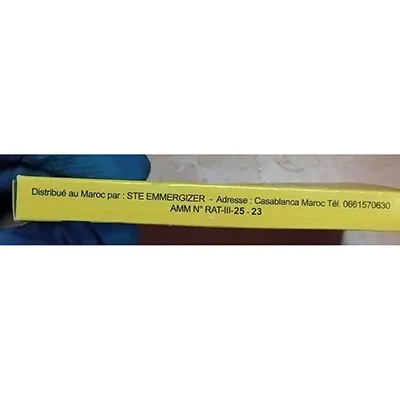 Distribué au Maroc par : STE EMMERGIZER - Adresse : Casablanca Maroc Tél. 0661570630
AMM N° RAT-III-25 - 23